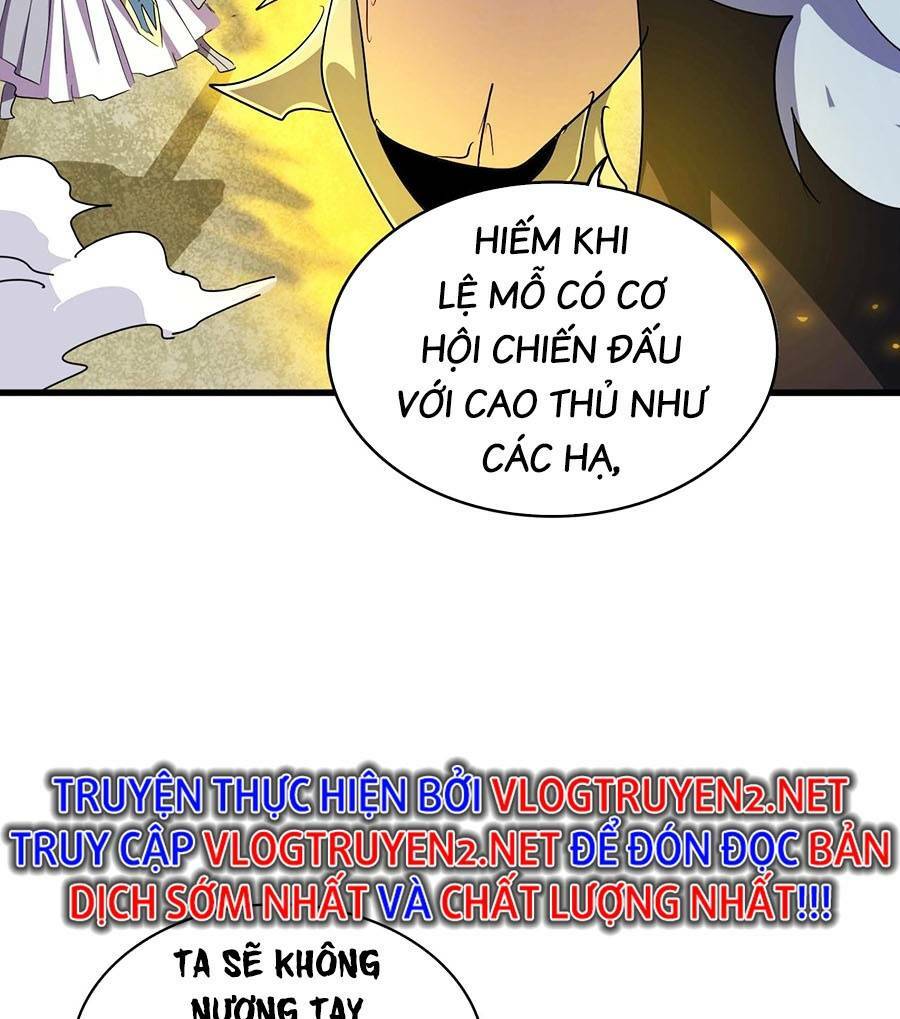 HIẾM KHI
LỆ MỖ CÓ CƠ
HỘI CHIẾN ĐẤU
VỚI CAO THỦ NHƯ
CÁC HẠ,
TRUYỆN THỰC HIỆN BỞI VLOGTRUYEN2.NET
TRUY CẬP VLOGTRUYEN2.NET ĐỂ ĐÓN ĐỌC BẢN
DỊCH SỚM NHẤT VÀ CHẤT LƯỢNG NHẤT!!!
TA SẼ KHÔNG
NƯƠNG TAY